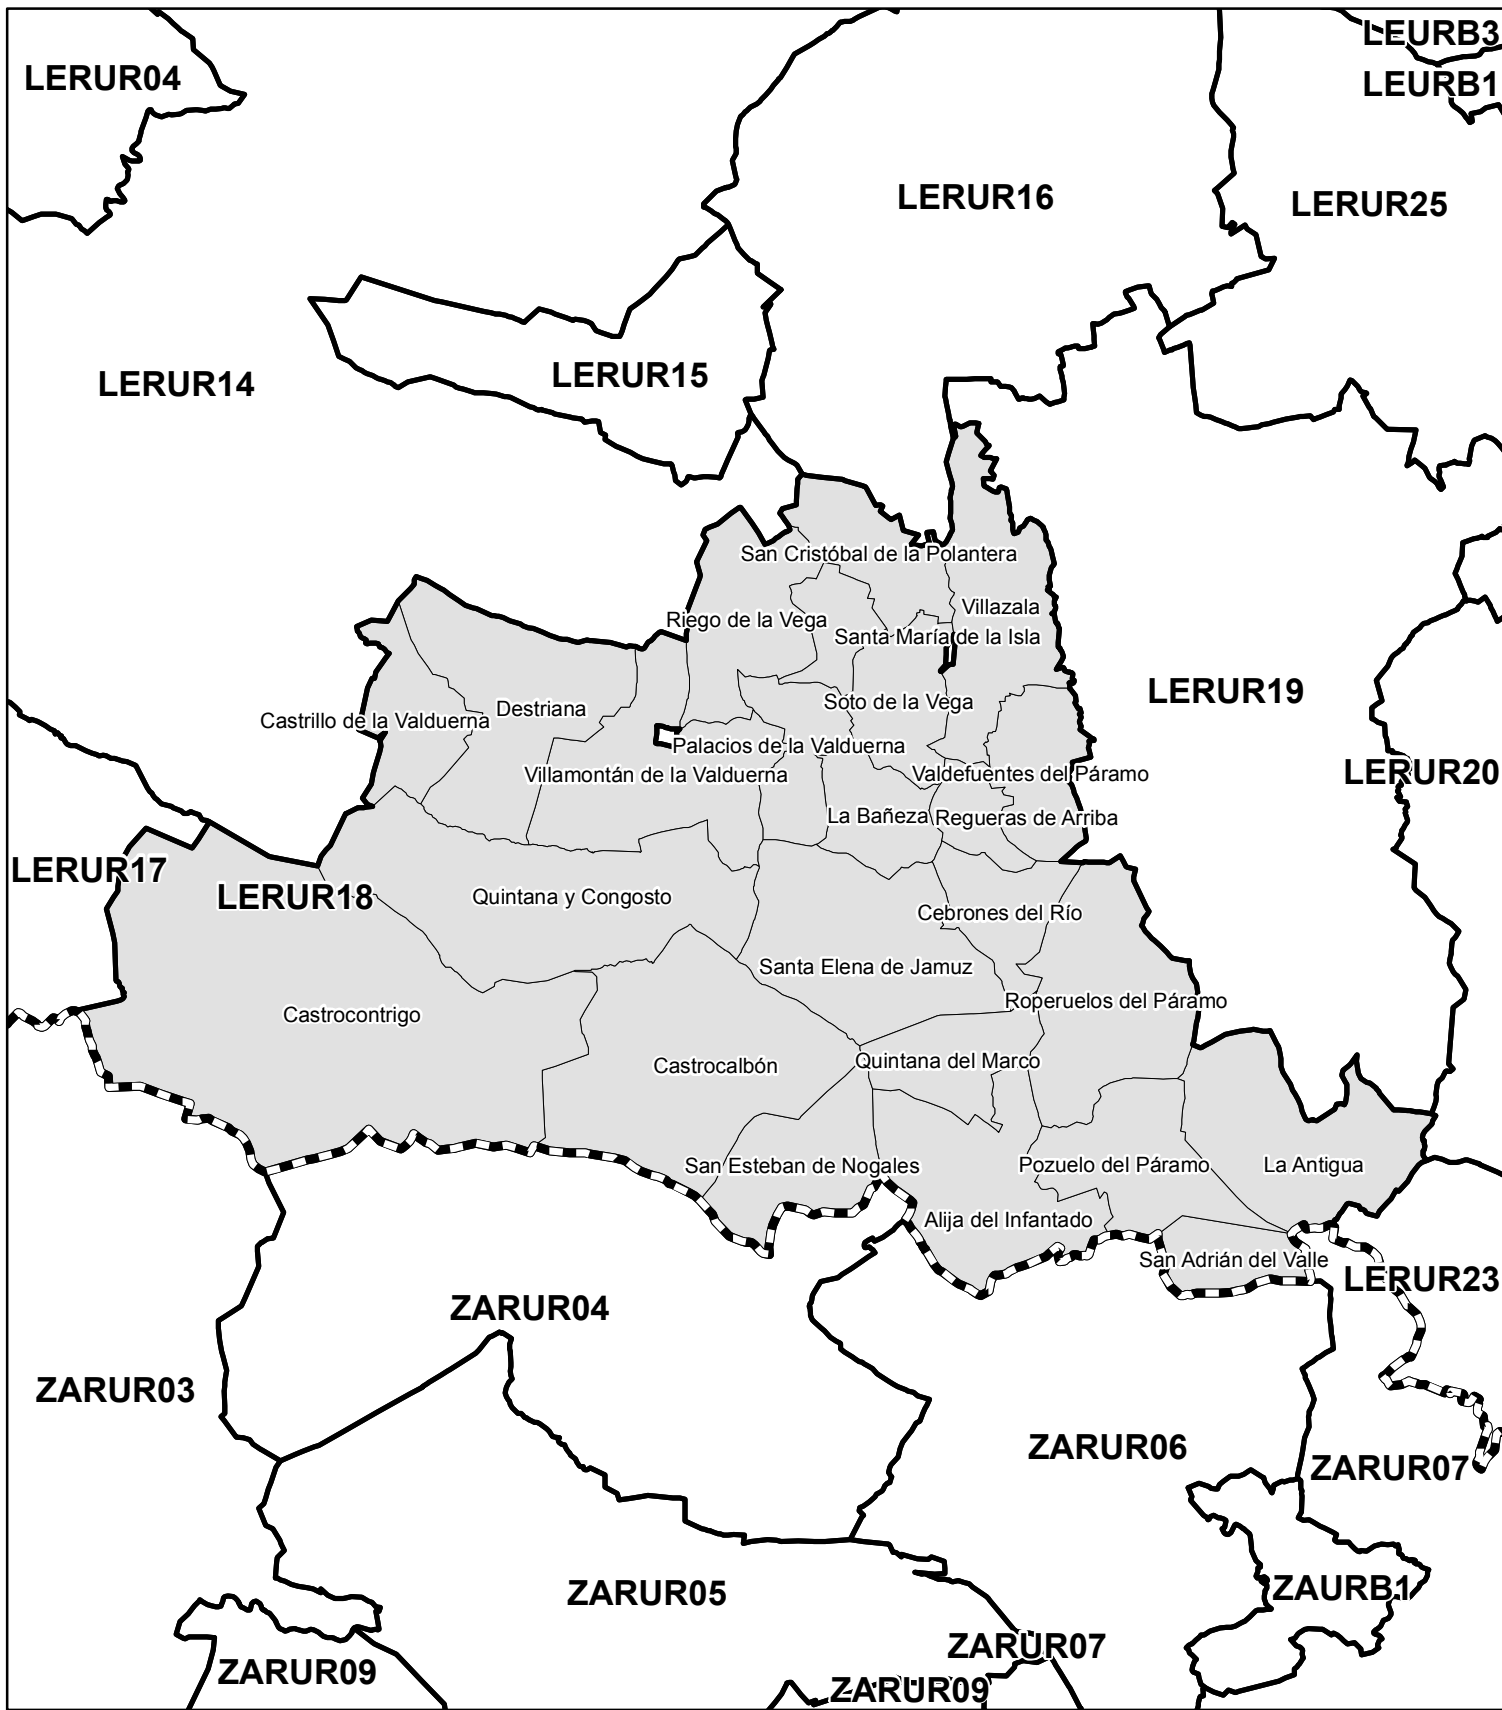 LEURB3
LERUR04
LEURB1
LERUR16
LERUR25
LERUR14
LERUR15
San Cristóbal de la Polantera
Villazala
Riego de la Vega
Santa María de la Isla
LERUR19
Soto de la Vega
Destriana
Castrillo de la Valduerna
Palacios de la Valduerna
LERUR20
Villamontán de la Valduerna
Valdefuentes del Páramo
La Bañeza
Regueras de Arriba
LERUR17
LERUR18
Quintana y Congosto
Cebrones del Río
Santa Elena de Jamuz
Roperuelos del Páramo
Castrocontrigo
Quintana del Marco
Castrocalbón
San Esteban de Nogales
Pozuelo del Páramo
La Antigua
Alija del Infantado
San Adrián del Valle
LERUR23
ZARUR04
ZARUR03
ZARUR06
ZARUR07
ZAURB1
ZARUR05
ZARUR07
ZARUR09
ZARUR09